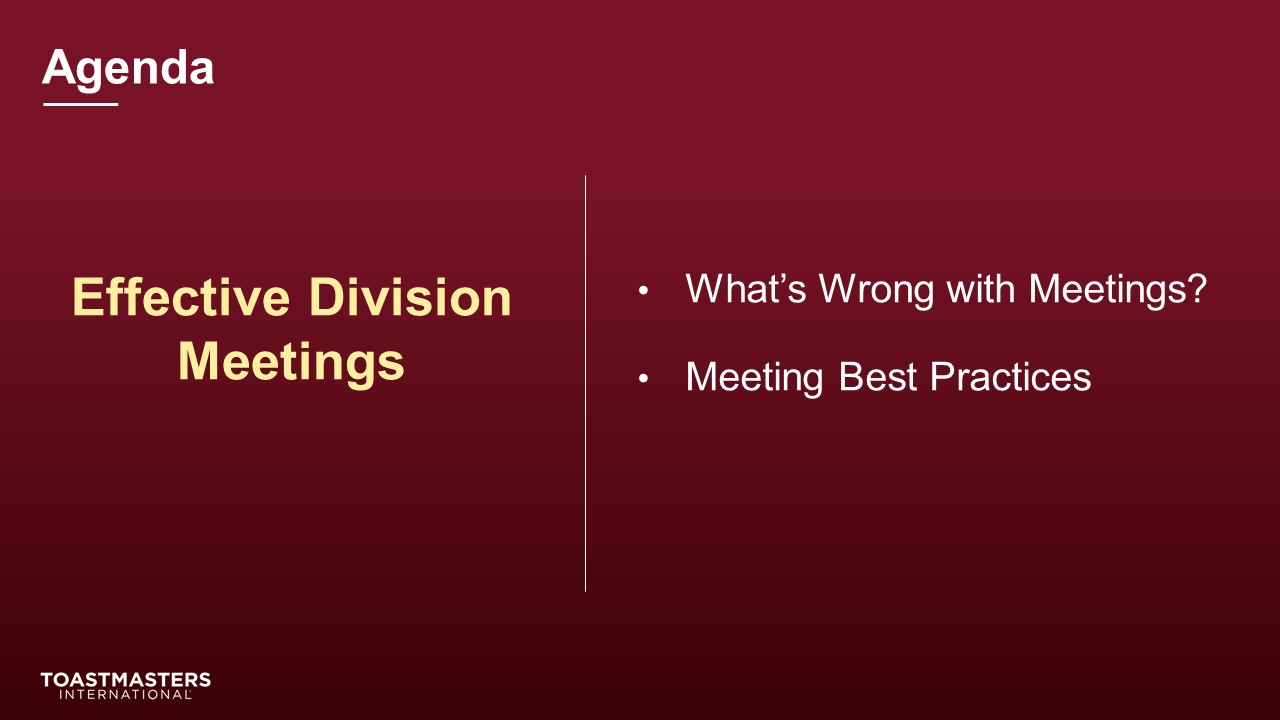 Agenda
Effective Division
Meetings
• What’s Wrong with Meetings?
• Meeting Best Practices
TOASTMASTERS
INTERNATIONAL